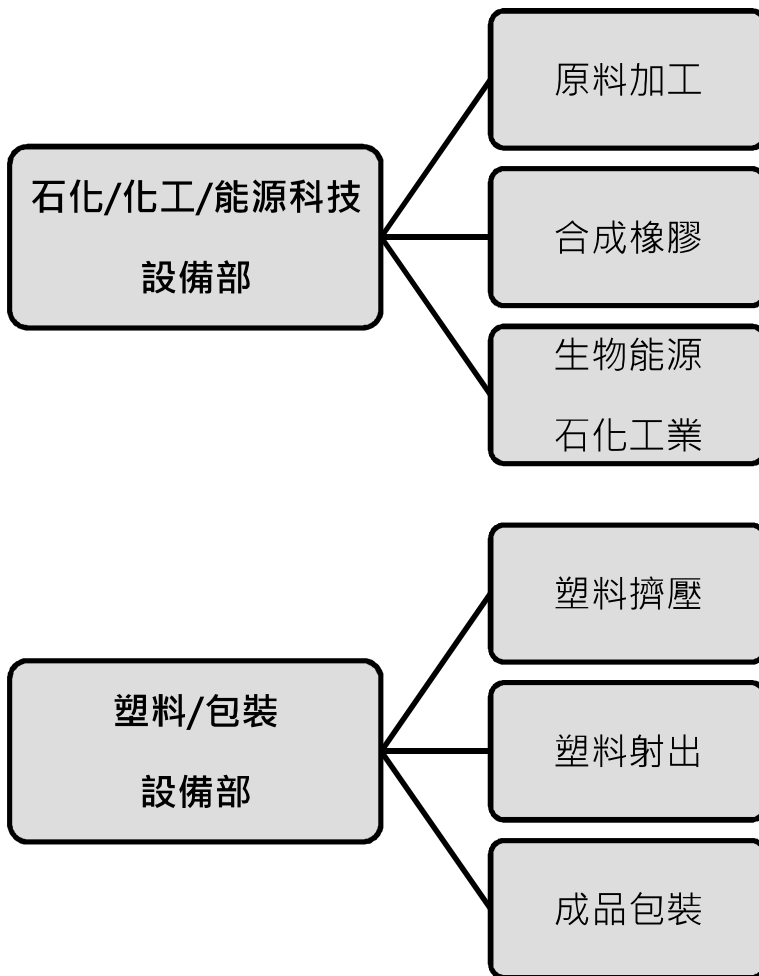 石化/化工/能源科技
設備部
原料加工
合成橡膠
生物能源
石化工業
塑料/包裝
設備部
塑料擠壓
塑料射出
成品包裝